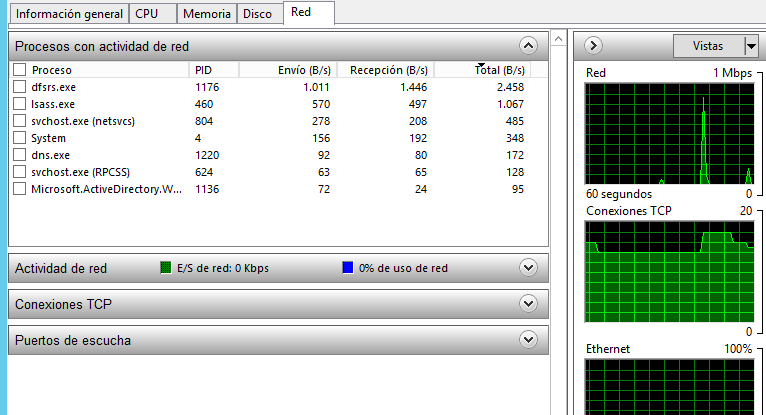 Información general CPU Memoria Disco Red
Procesos con actividad de red
Proceso PID Envío (B/s) Recepción (B/s) Total (B/s)
dfsrs.exe 1176 1.011 1.446 2.458
lsass.exe 460 570 497 1.067
svchost.exe (netsvcs) 804 278 208 485
System 4 156 192 348
dns.exe 1220 92 80 172
svchost.exe (RPCSS) 624 63 65 128
Microsoft.ActiveDirectory.W... 1136 72 24 95
Actividad de red E/S de red: 0 Kbps 0% de uso de red
Conexiones TCP
Puertos de escucha
Vistas
Red 1 Mbps
60 segundos 0
Conexiones TCP 20
0
Ethernet 100%